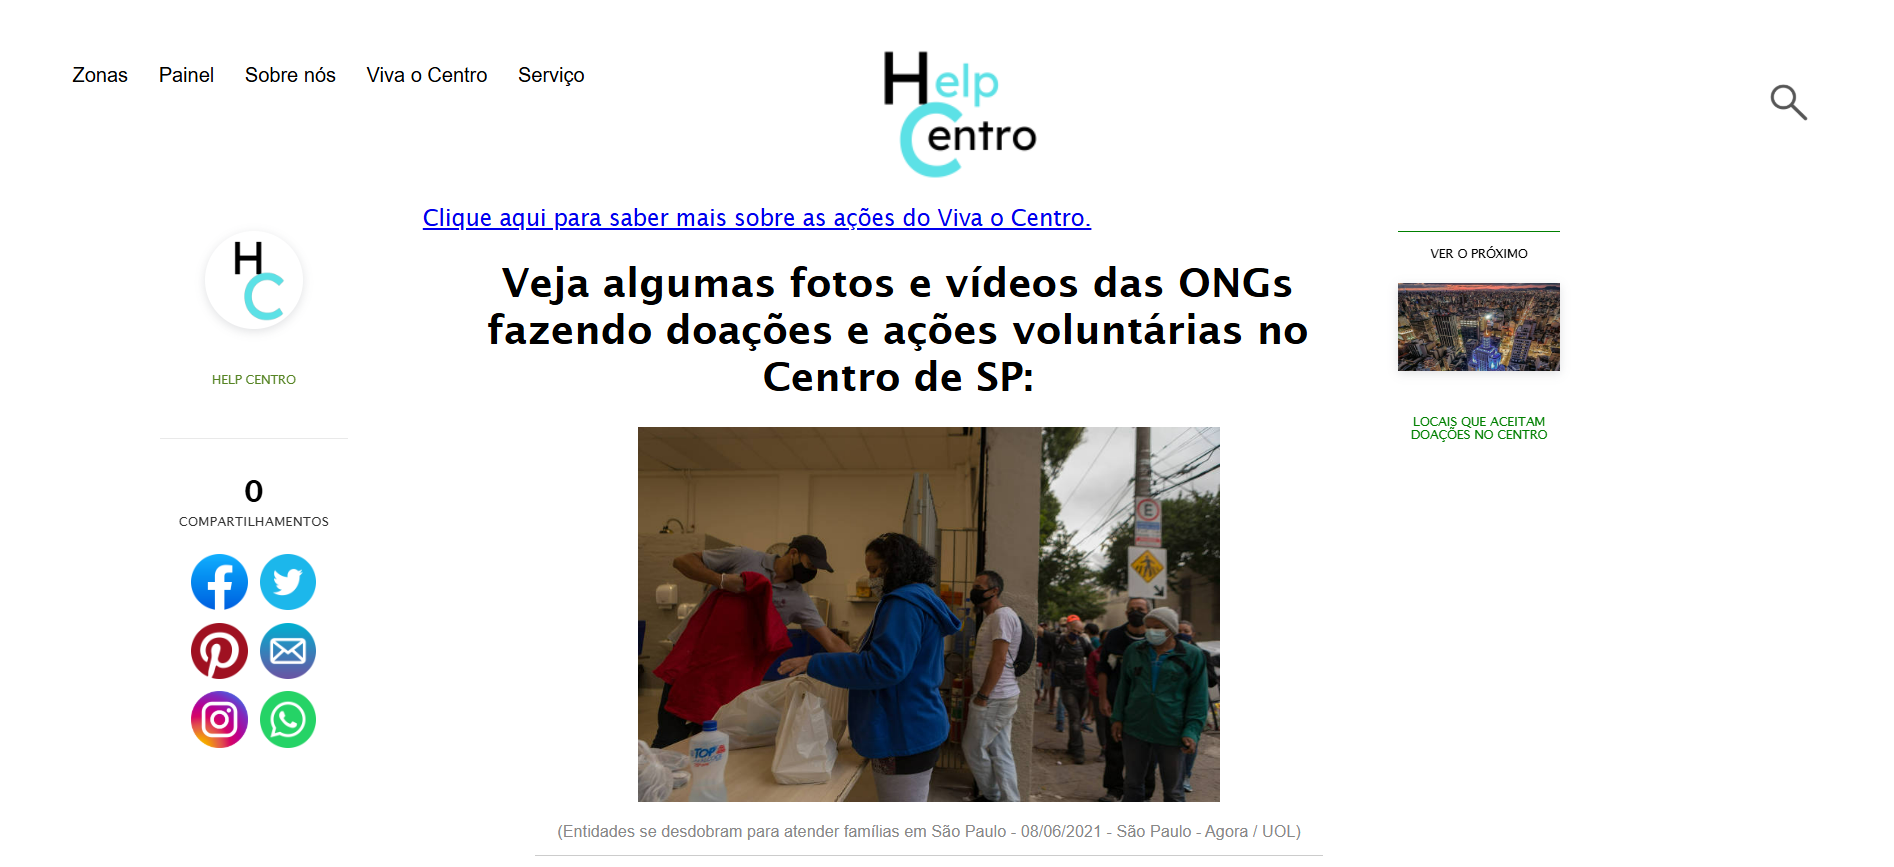 Zonas Painel Sobre nós Viva o Centro Serviço
Help
Centro
Clique aqui para saber mais sobre as ações do Viva o Centro.
HC
HELP CENTRO
0
COMPARTILHAMENTOS
Veja algumas fotos e vídeos das ONGs
fazendo doações e ações voluntárias no
Centro de SP:
E
TOP
(Entidades se desdobram para atender famílias em São Paulo - 08/06/2021 - São Paulo - Agora / UOL)
VER O PRÓXIMO
LOCAIS QUE ACEITAM
DOAÇÕES NO CENTRO